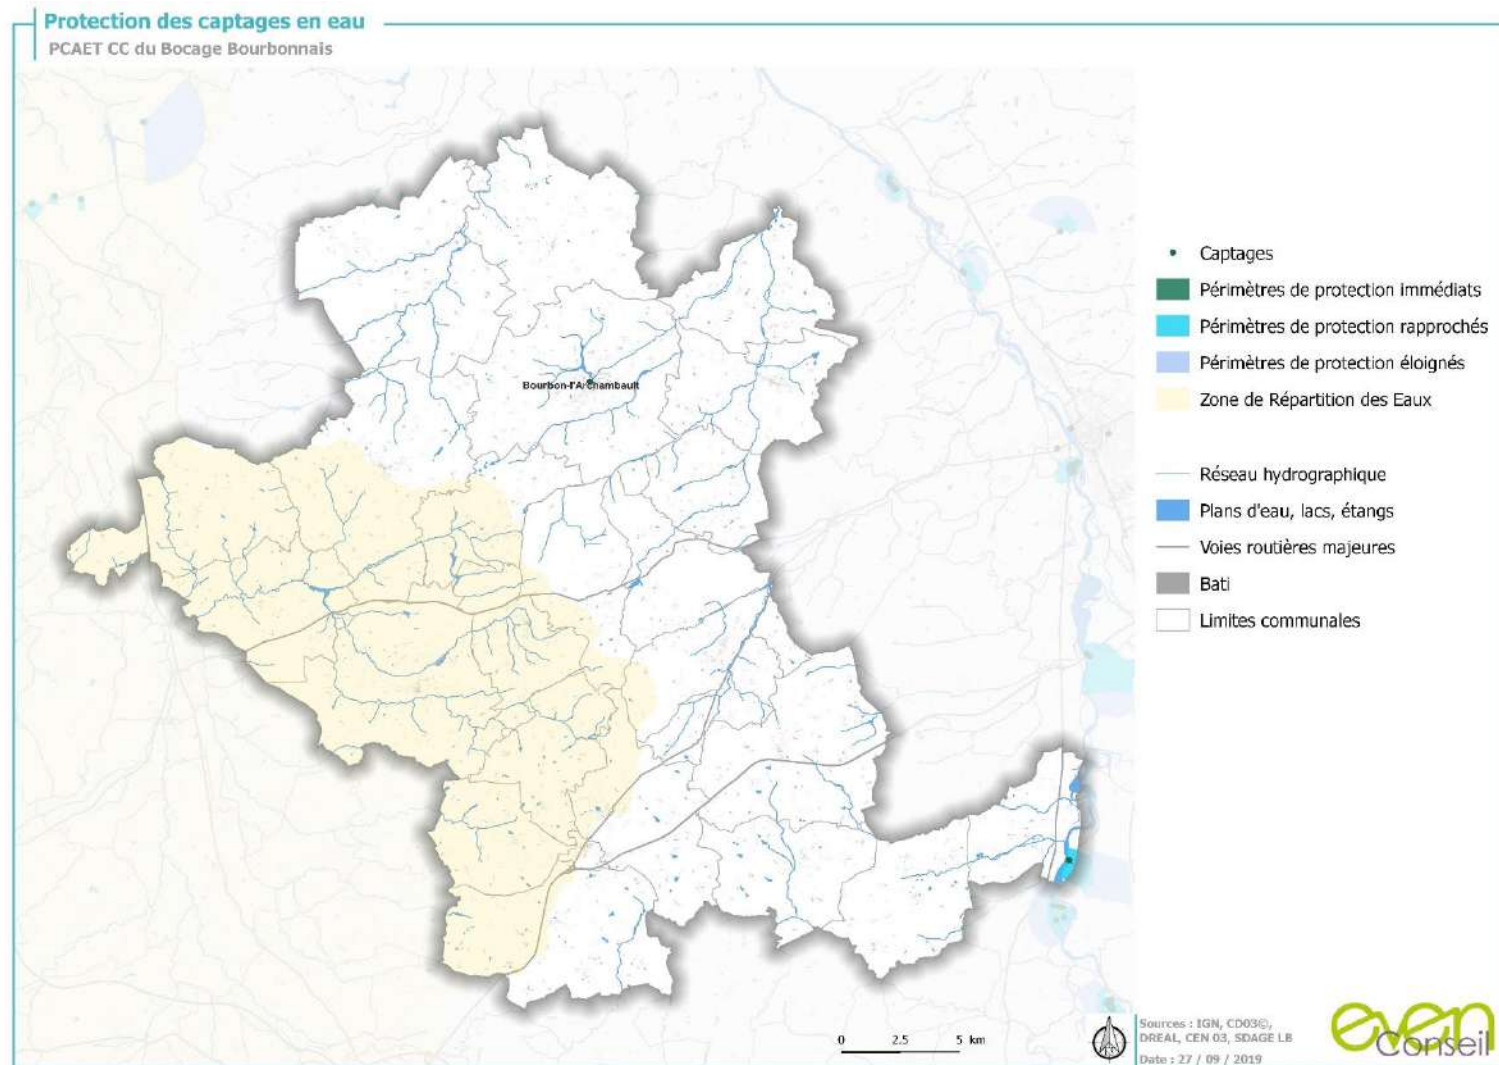 Protection des captages en eau
PCAET CC du Bocage Bourbonnais
Bourbon-l'Archambault
Captages
Périmètres de protection immédiats
Périmètres de protection rapprochés
Périmètres de protection éloignés
Zone de Répartition des Eaux
Réseau hydrographique
Plans d'eau, lacs, étangs
Voies routières majeures
Bati
Limites communales
0 2.5 5 km
Sources : IGN, CD03©,
DREAL, CEN 03, SDAGE LB
Date : 27 / 09 / 2019
even
Conseil